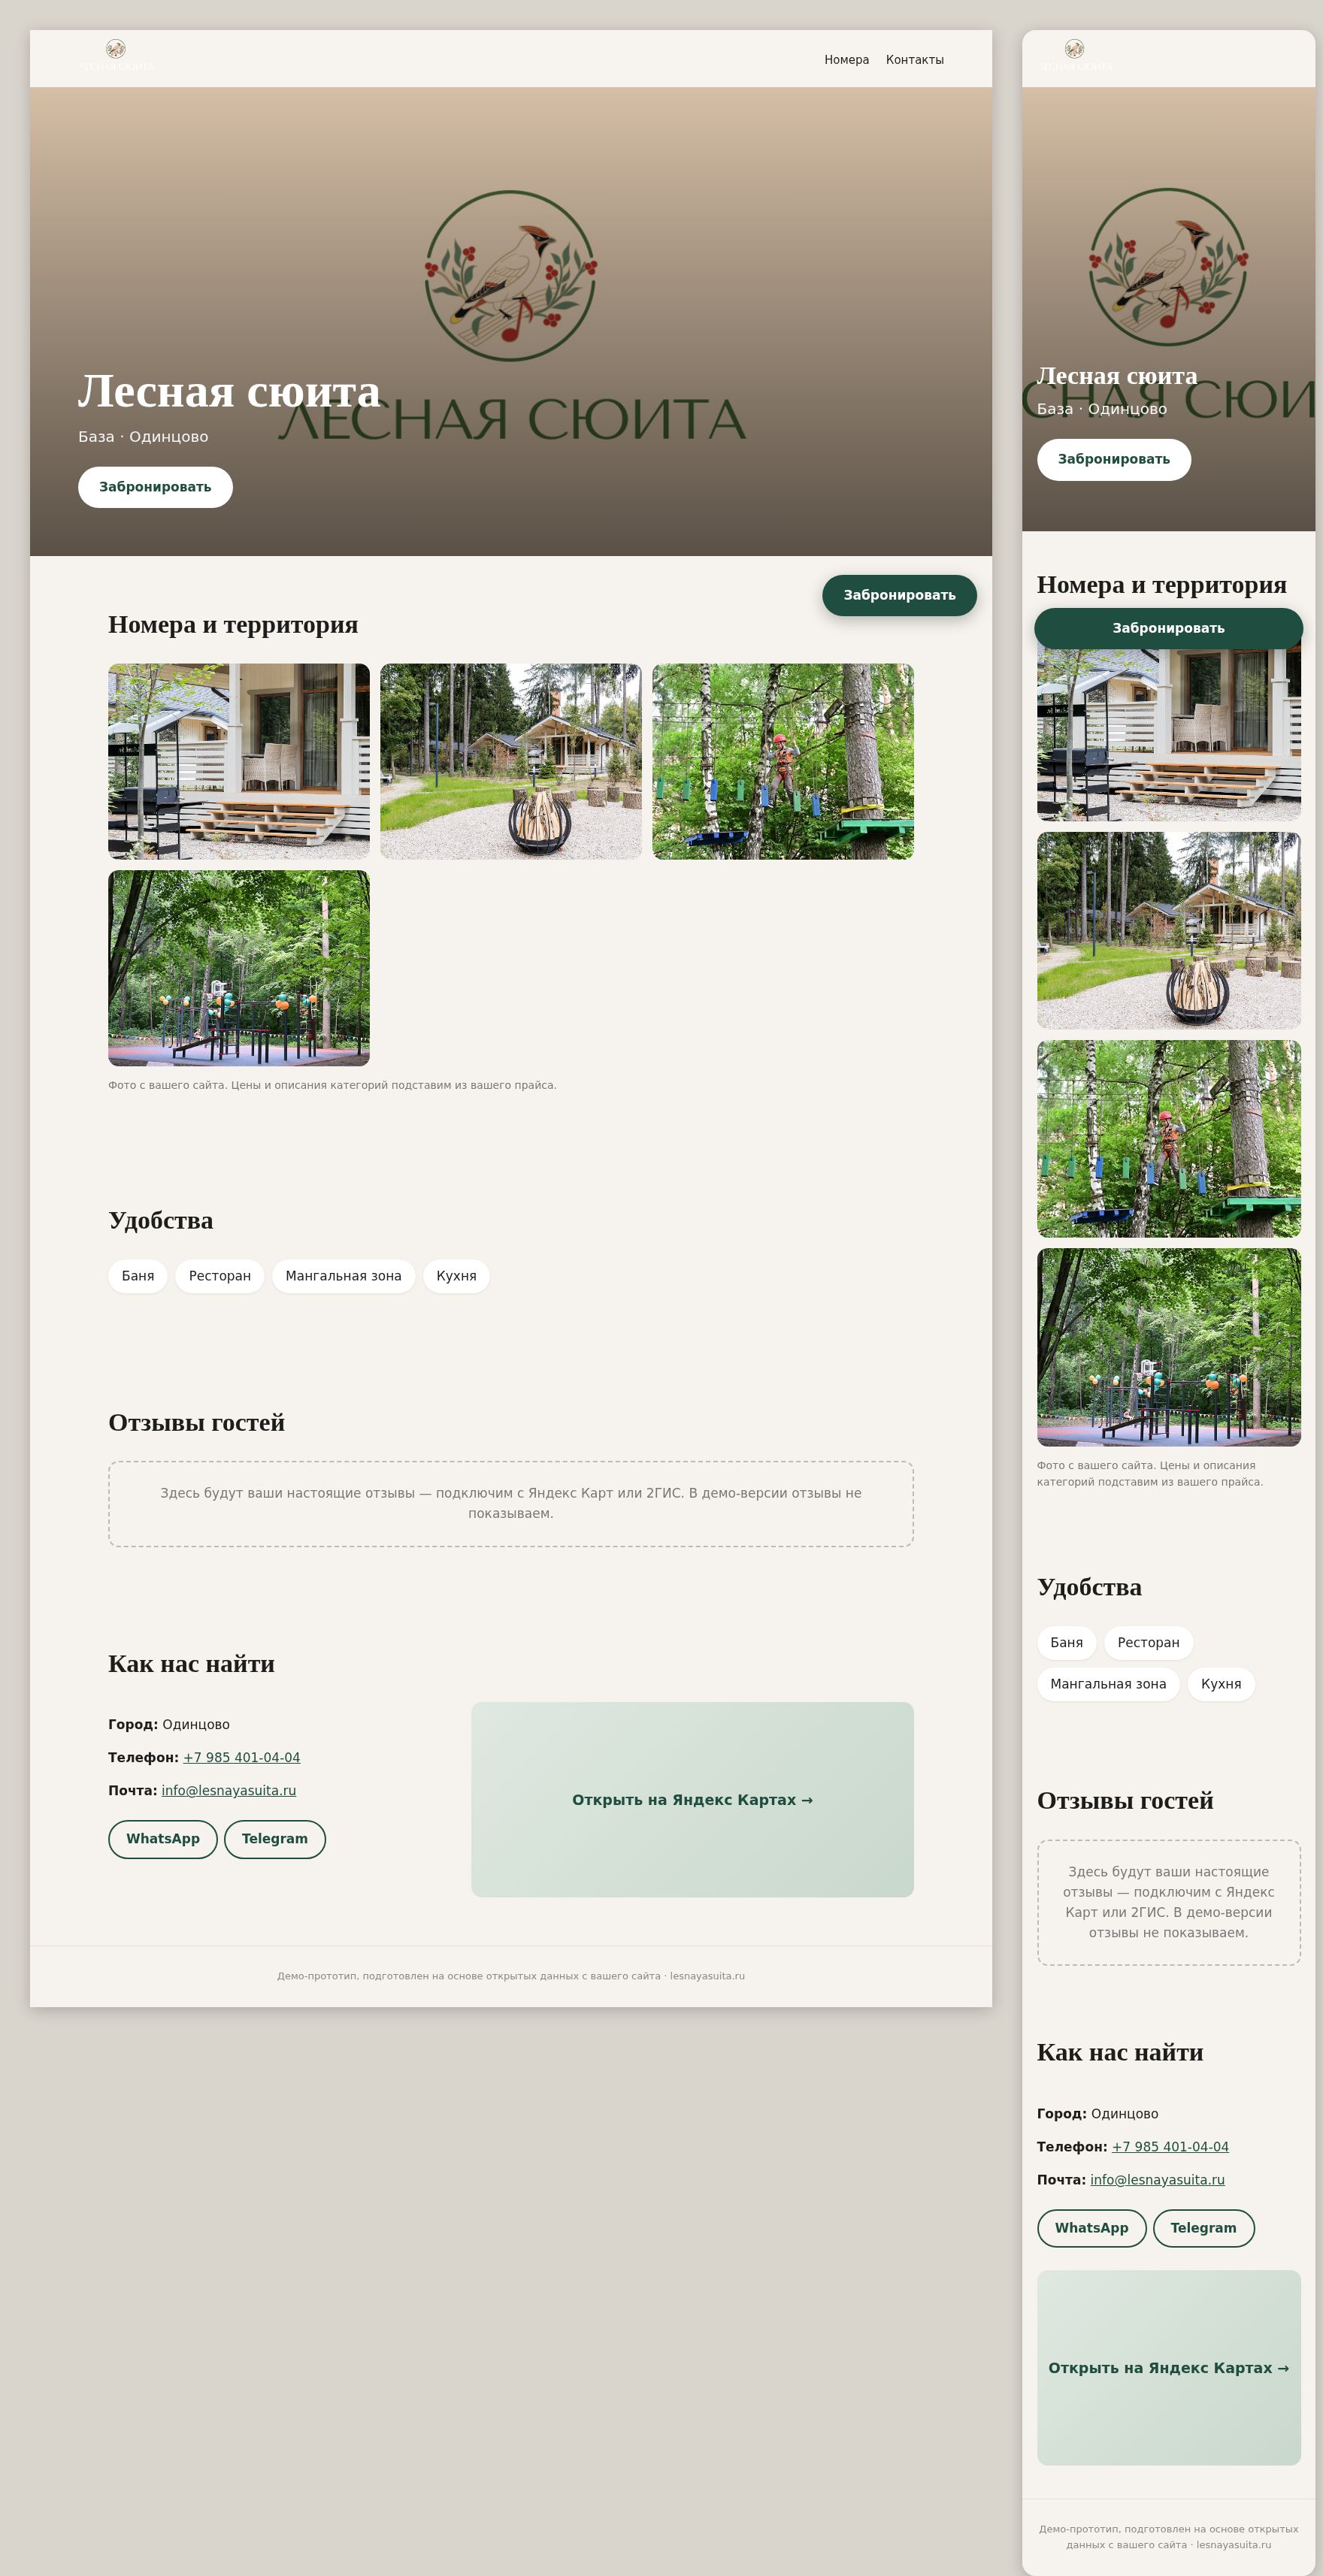 ЛЕСНАЯ СЮИТА
Номера Контакты
ЛЕСНАЯ СЮИТА
Лесная сюита
База · Одинцово
Забронировать
Забронировать
Номера и территория
Фото с вашего сайта. Цены и описания категорий подставим из вашего прайса.
Удобства
Баня Ресторан Мангальная зона Кухня
Отзывы гостей
Здесь будут ваши настоящие отзывы — подключим с Яндекс Карт или 2ГИС. В демо-версии отзывы не
показываем.
Как нас найти
Город: Одинцово
Телефон: +7 985 401-04-04
Почта: info@lesnayasuita.ru
WhatsApp Telegram
Открыть на Яндекс Картах →
Демо-прототип, подготовлен на основе открытых данных с вашего сайта · lesnayasuita.ru
ЛЕСНАЯ СЮИТА
Лесная сюита
СНАЯ СЮИ
База · Одинцово
Забронировать
Номера и территория
Забронировать
Фото с вашего сайта. Цены и описания
категорий подставим из вашего прайса.
Удобства
Баня Ресторан
Мангальная зона Кухня
Отзывы гостей
Здесь будут ваши настоящие
отзывы — подключим с Яндекс
Карт или 2ГИС. В демо-версии
отзывы не показываем.
Как нас найти
Город: Одинцово
Телефон: +7 985 401-04-04
Почта: info@lesnayasuita.ru
WhatsApp Telegram
Открыть на Яндекс Картах →
Демо-прототип, подготовлен на основе открытых
данных с вашего сайта · lesnayasuita.ru